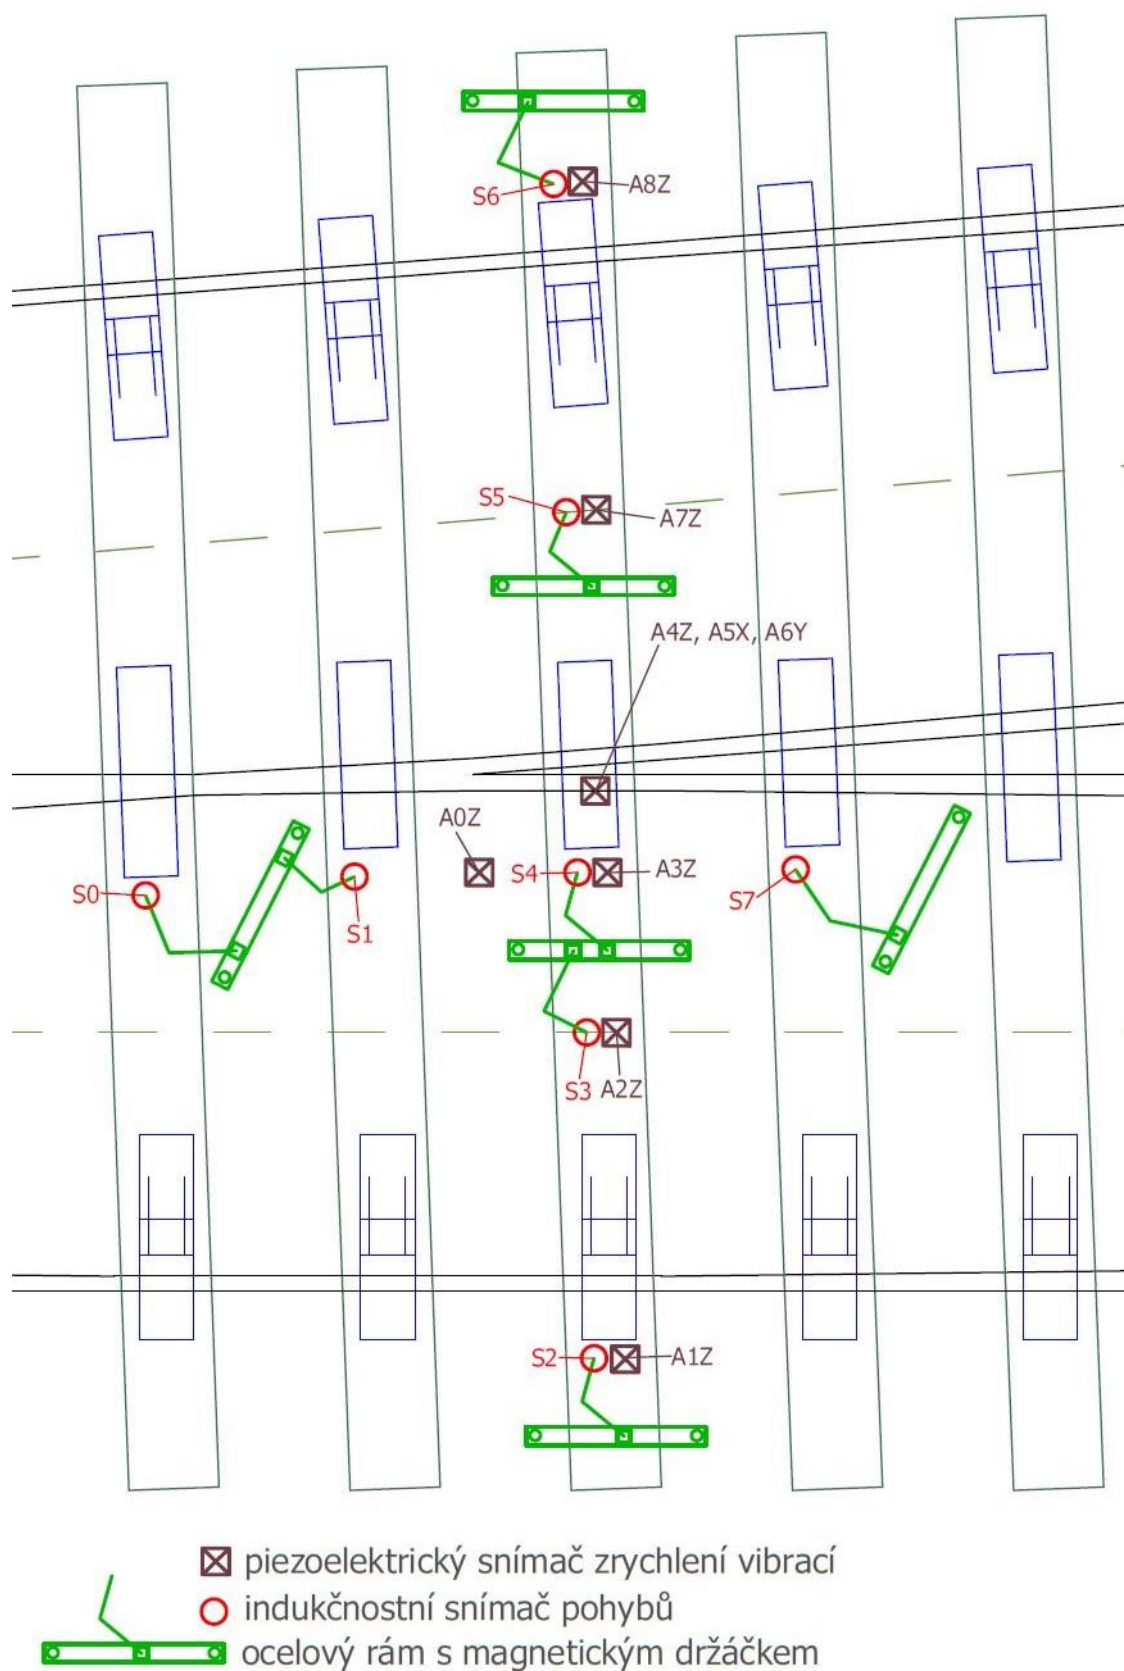 S6
A8Z
S5
A7Z
A4Z, A5X, A6Y
A0Z
S4
A3Z
S0
S7
S1
S3
A2Z
S2
A1Z
piezoelektrický snímač zrychlení vibrací
indukčnostní snímač pohybů
ocelový rám s magnetickým držáčkem